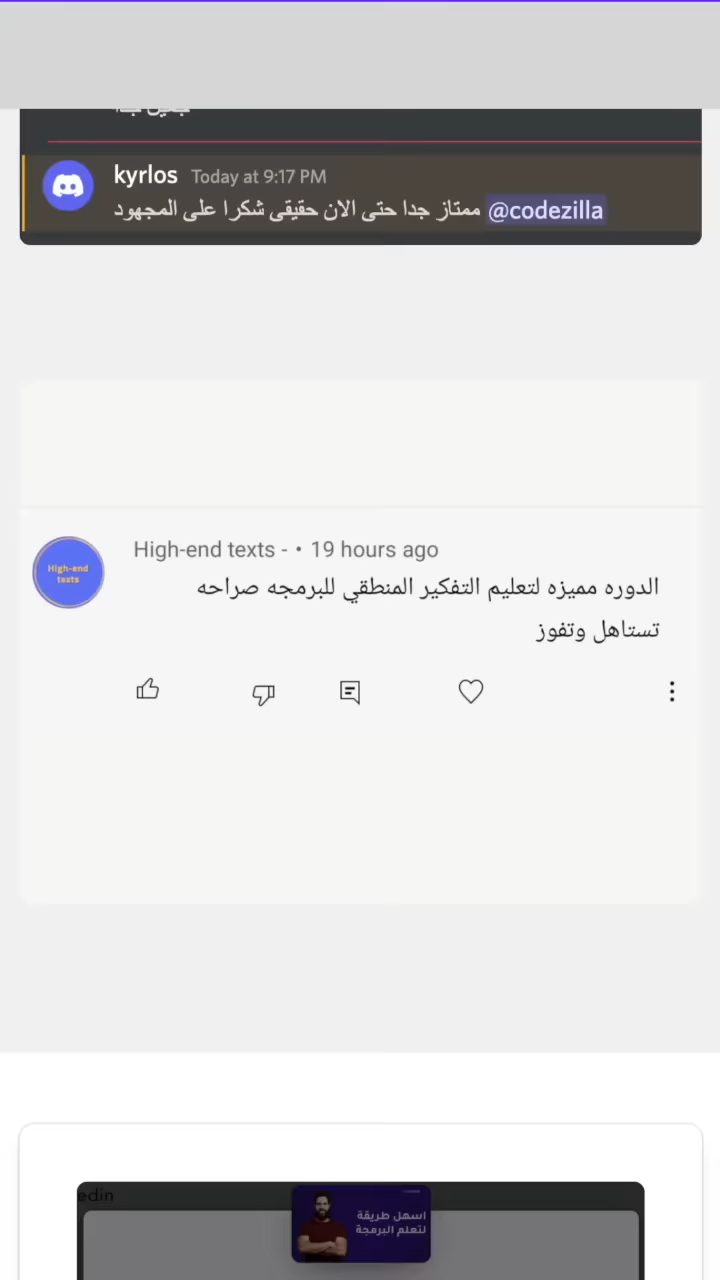 kyrlos Today at 9:17 PM
@codezilla ممتاز جدا حتى الان حقيقى شكرا على المجهود
High-end texts - • 19 hours ago
High-end
texts
الدوره مميزه لتعليم التفكير المنطقي للبرمجه صراحه
تستاهل وتفوز
edin
اسهل طريقة
لتعلم البرمجة